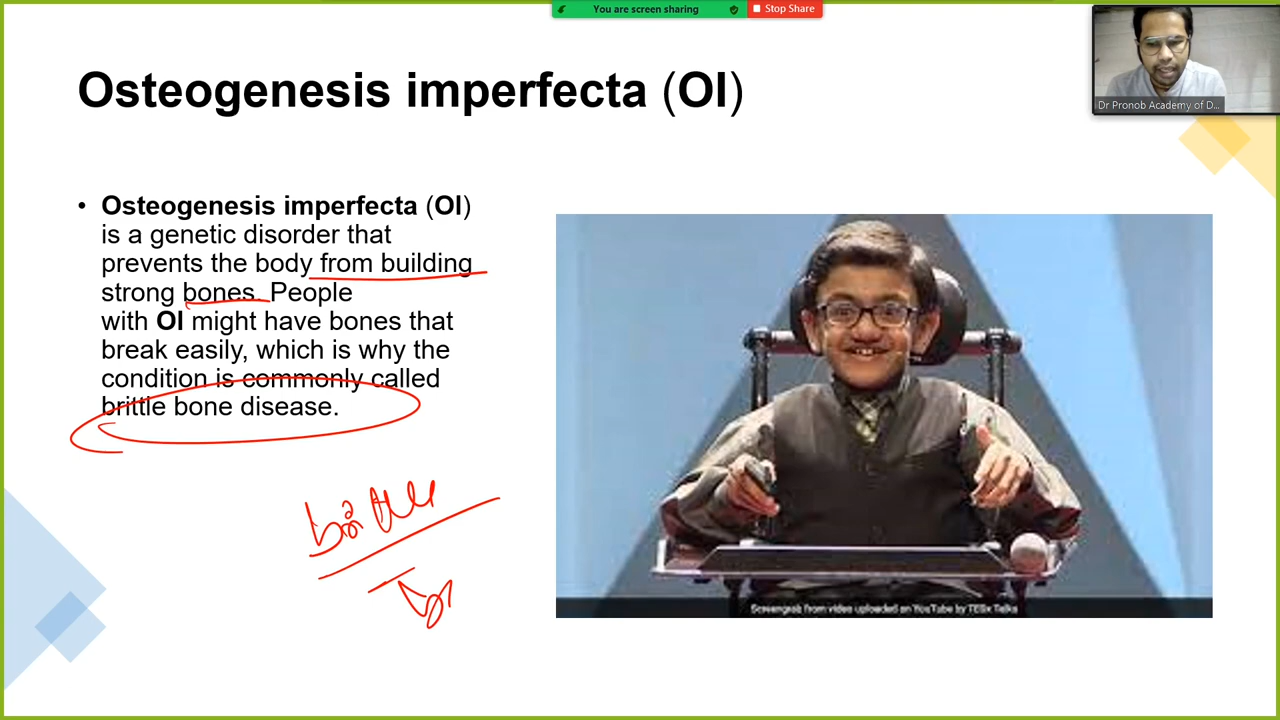 You are screen sharing
Stop Share
Dr Pronob Academy of D...
Osteogenesis imperfecta (OI)
• Osteogenesis imperfecta (OI)
is a genetic disorder that
prevents the body from building
strong bones. People
with OI might have bones that
break easily, which is why the
condition is commonly called
brittle bone disease.
Screengrab from video uploaded on YouTube by TEDx Talks